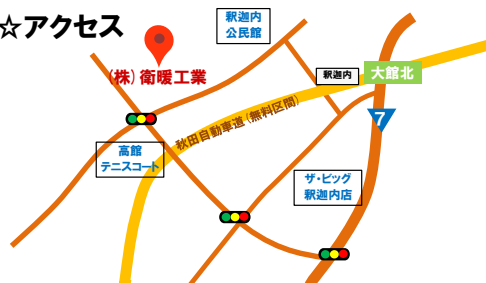 ☆アクセス
釈迦内
公民館
(株)衛暖工業
釈迦内
大館北
秋田自動車道(無料区間)
7
高館
テニスコート
ザ・ビッグ
釈迦内店